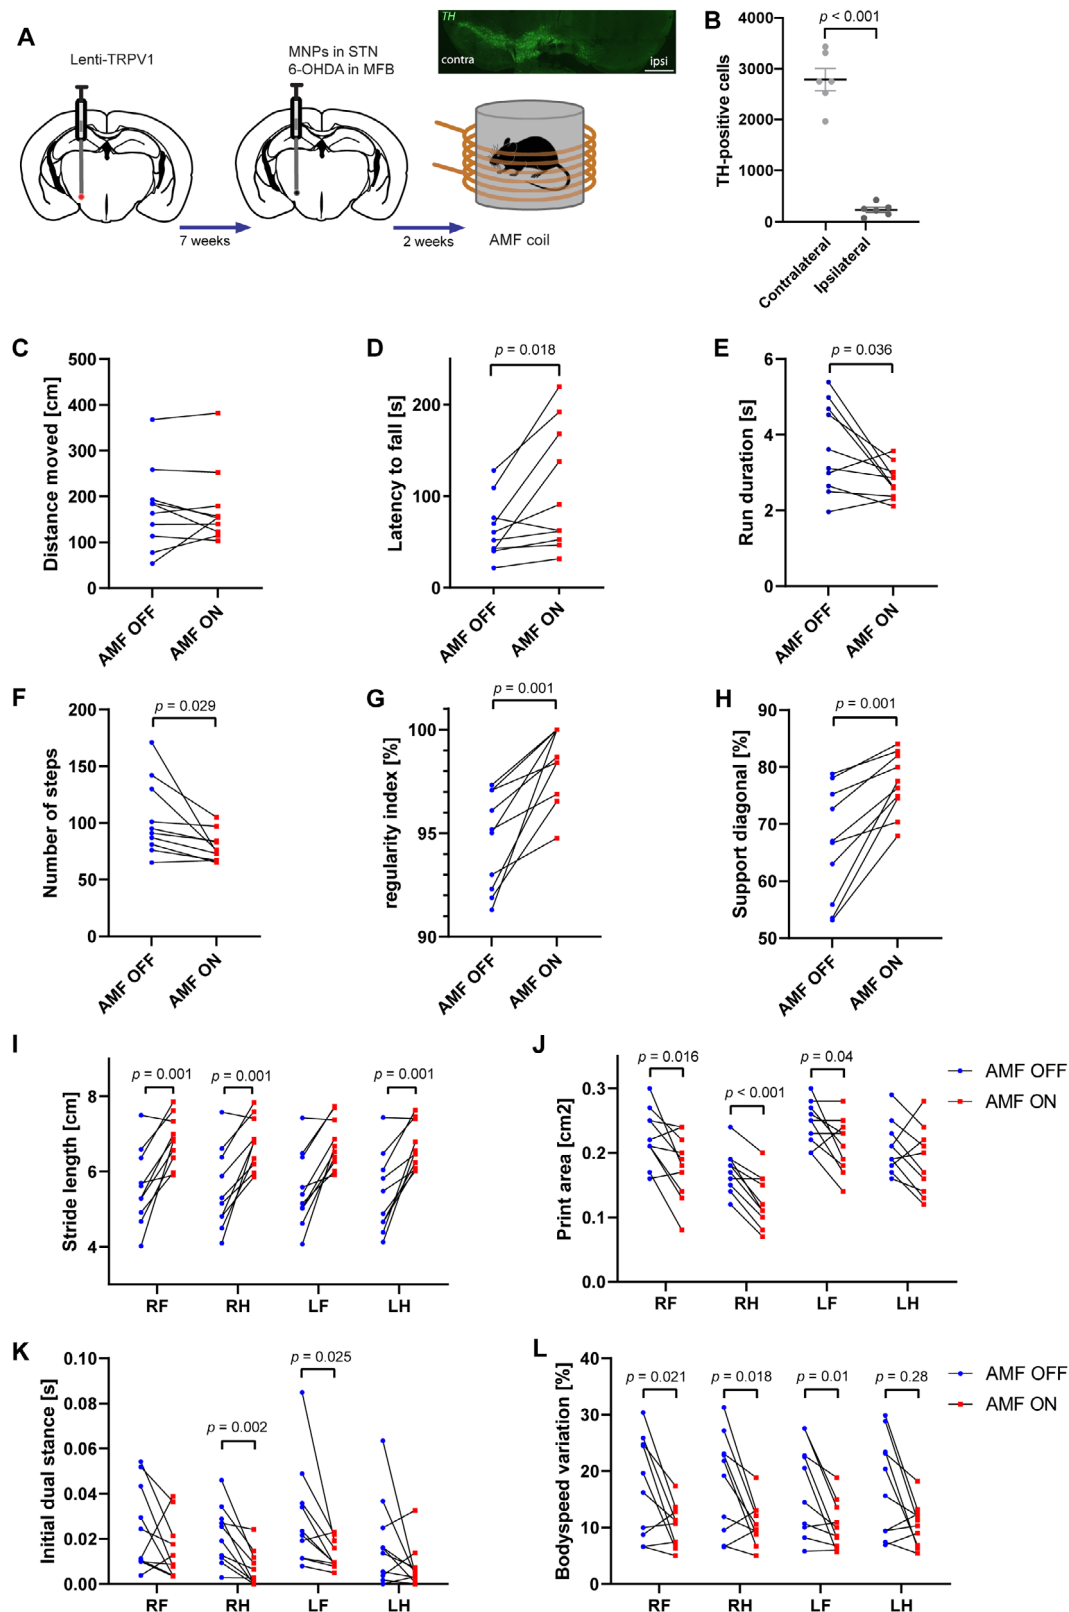 A
Lenti-TRPV1
MNPs in STN
6-OHDA in MFB
TH
contra
ipsi
7 weeks
2 weeks
AMF coil
B
p < 0.001
TH-positive cells
4000
3000
2000
1000
0
Contralateral
Ipsilateral
C
Distance moved [cm]
500
400
300
200
100
0
AMF OFF
AMF ON
D
p = 0.018
Latency to fall [s]
200
100
0
AMF OFF
AMF ON
E
p = 0.036
Run duration [s]
6
4
2
0
AMF OFF
AMF ON
F
p = 0.029
Number of steps
200
150
100
50
0
AMF OFF
AMF ON
G
p = 0.001
regularity index [%]
100
95
90
AMF OFF
AMF ON
H
p = 0.001
Support diagonal [%]
90
80
70
60
50
AMF OFF
AMF ON
I
p = 0.001
p = 0.001
p = 0.001
Stride length [cm]
8
6
4
RF
RH
LF
LH
J
p = 0.016
p < 0.001
p = 0.04
Print area [cm2]
0.3
0.2
0.1
0.0
RF
RH
LF
LH
AMF OFF
AMF ON
K
p = 0.002
p = 0.025
Initial dual stance [s]
0.10
0.08
0.06
0.04
0.02
0.00
RF
RH
LF
LH
L
p = 0.021
p = 0.018
p = 0.01
p = 0.28
Bodyspeed variation [%]
40
30
20
10
0
RF
RH
LF
LH
AMF OFF
AMF ON